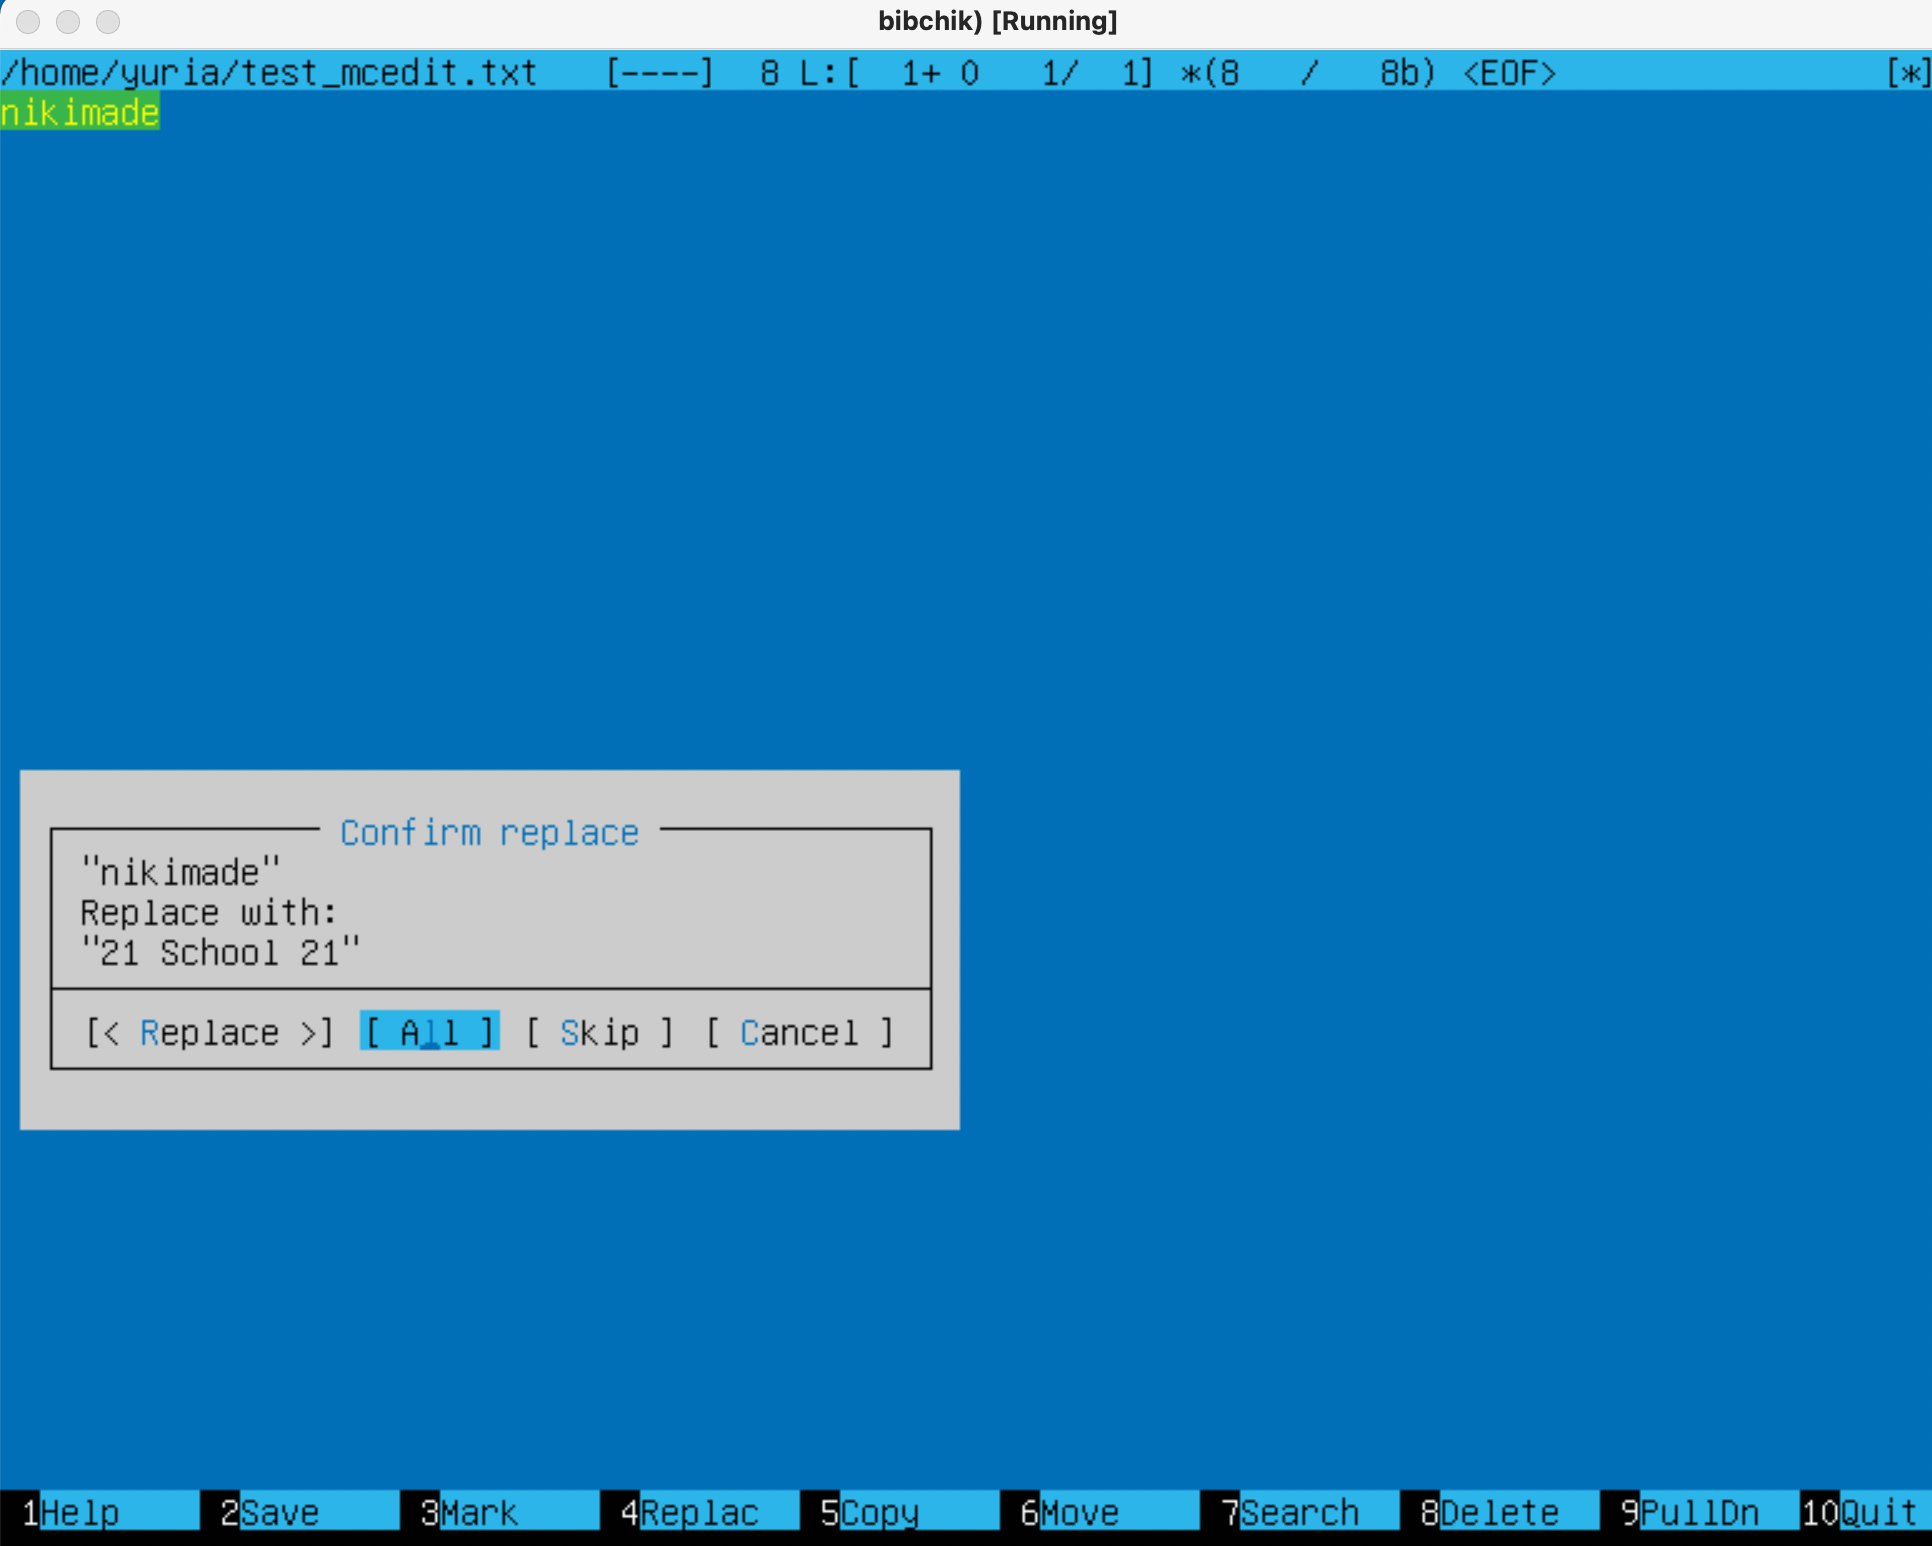 bibchik) [Running]
/home/yuria/test_mcedit.txt [----] 8 L:[ 1+ 0 1/ 1] *(8 / 8b) <EOF> [*]
nikimade
Confirm replace
"nikimade"
Replace with:
"21 School 21"
[< Replace >] [ All ] [ Skip ] [ Cancel ]
1Help 2Save 3Mark 4Replac 5Copy 6Move 7Search 8Delete 9PullDn 10Quit